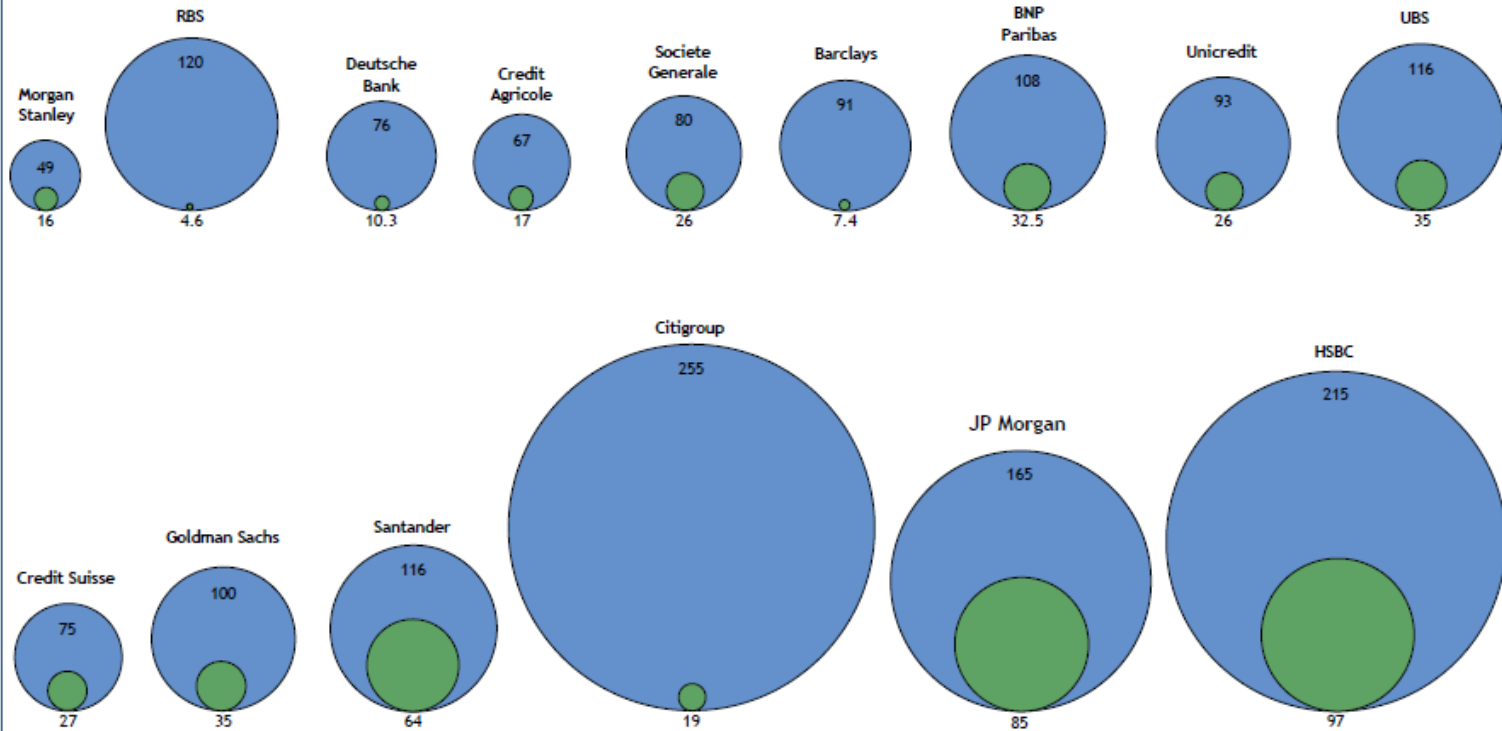 RBS
120
Morgan
Stanley
49
16
4.6
Deutsche
Bank
76
10.3
Credit
Agricole
67
17
Societe
Generale
80
26
Barclays
91
7.4
BNP
Paribas
108
32.5
Unicredit
93
26
UBS
116
35
Credit Suisse
75
27
Goldman Sachs
100
35
Santander
116
64
Citigroup
255
19
JP Morgan
165
85
HSBC
215
97